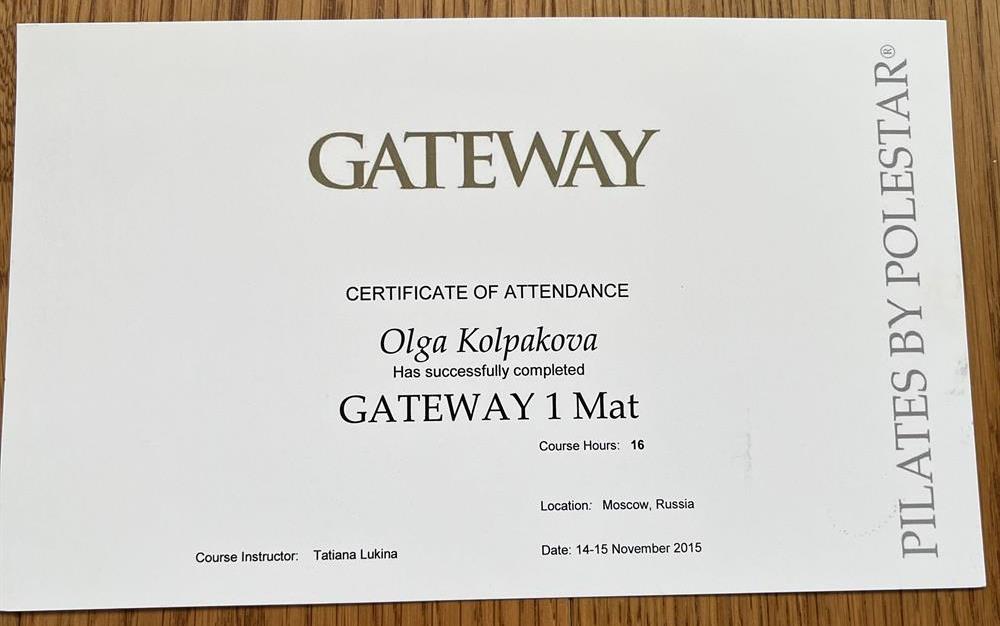 GATEWAY
CERTIFICATE OF ATTENDANCE
Olga Kolpakova
Has successfully completed
GATEWAY 1 Mat
Course Hours: 16
Location: Moscow, Russia
Course Instructor: Tatiana Lukina
Date: 14-15 November 2015
PILATES BY POLESTAR®